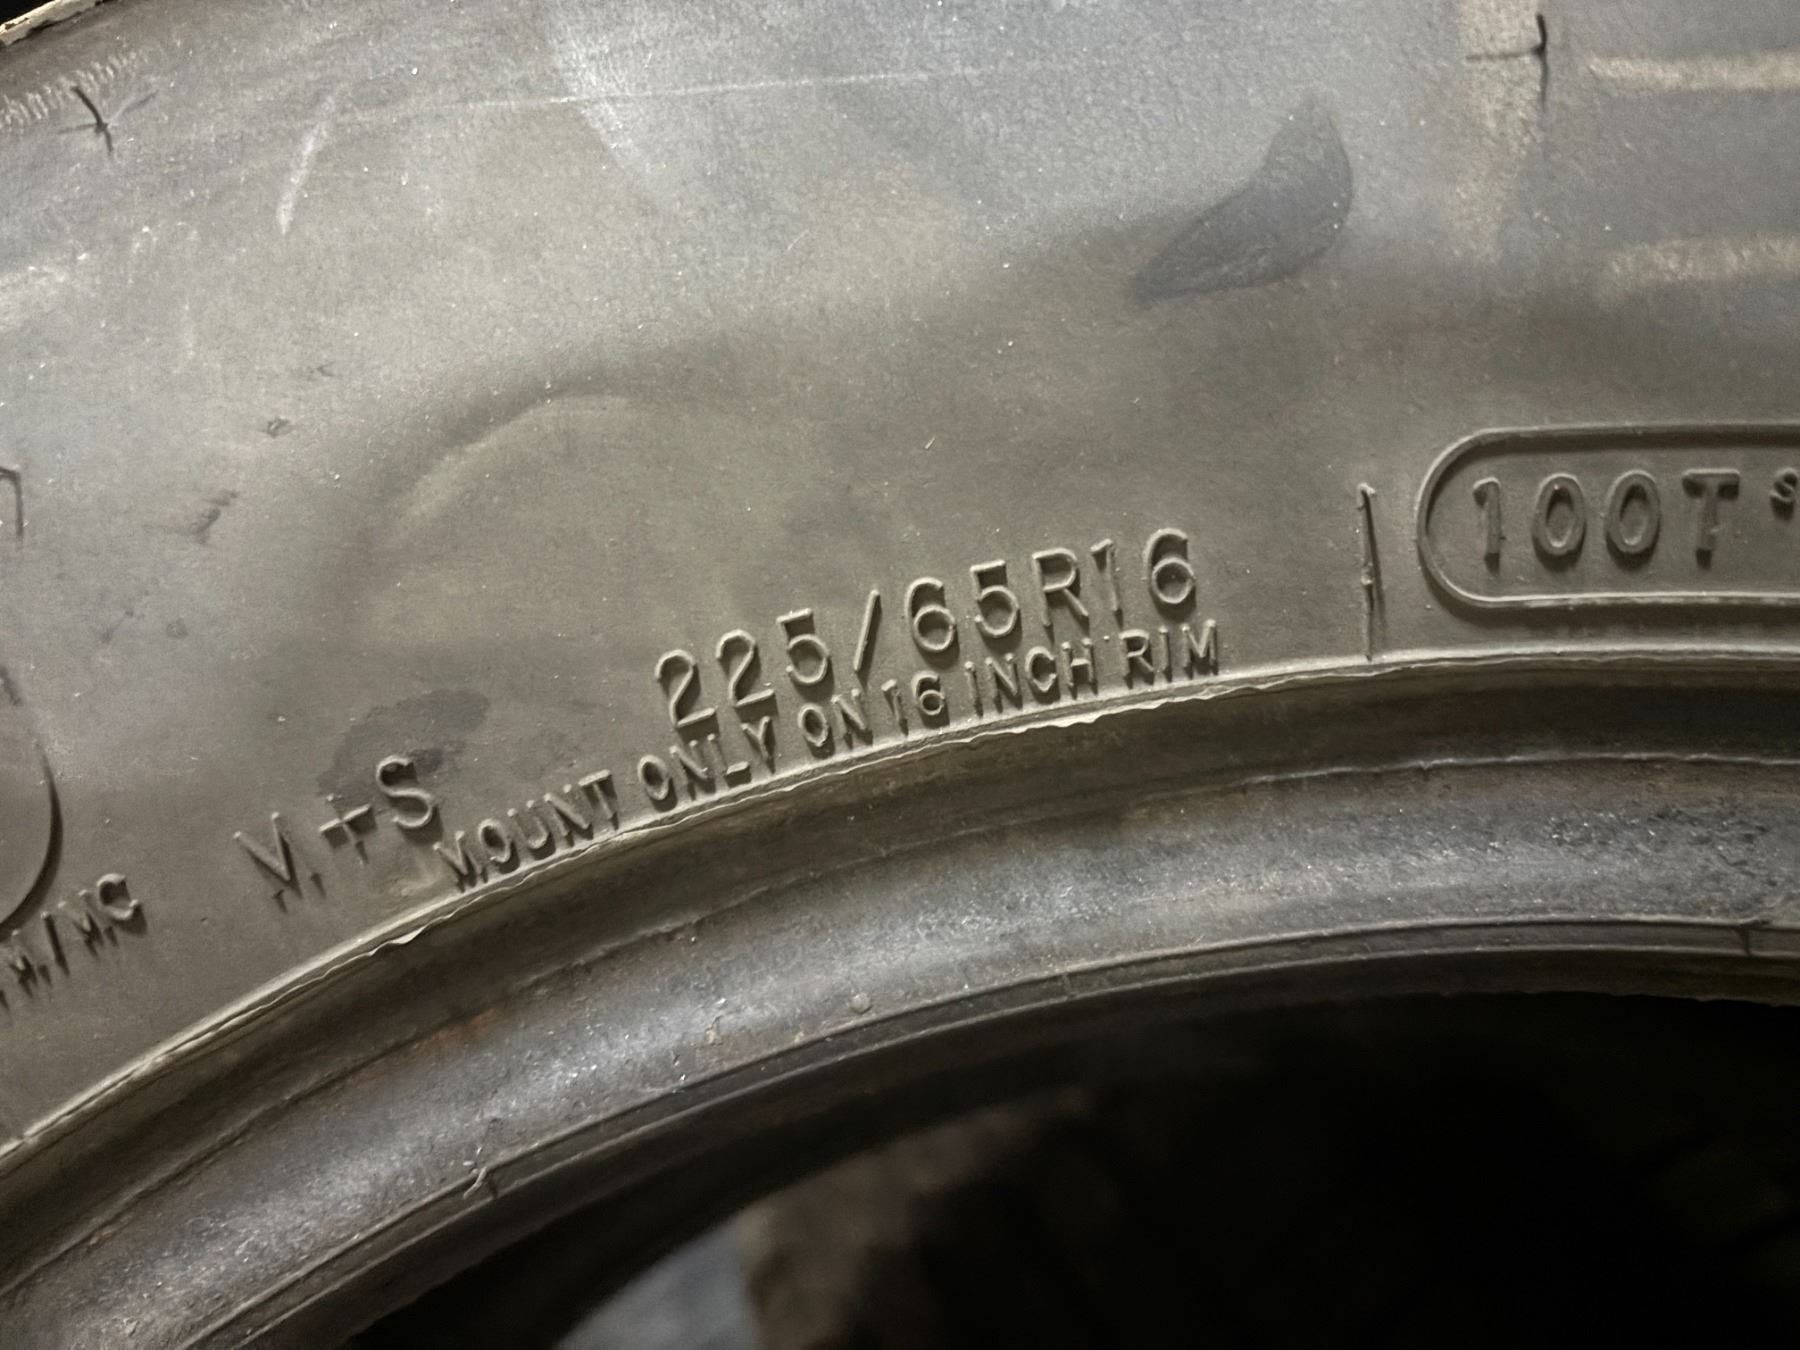 225/65R16
MOUNT ONLY ON 16 INCH RIM
M+S
100T